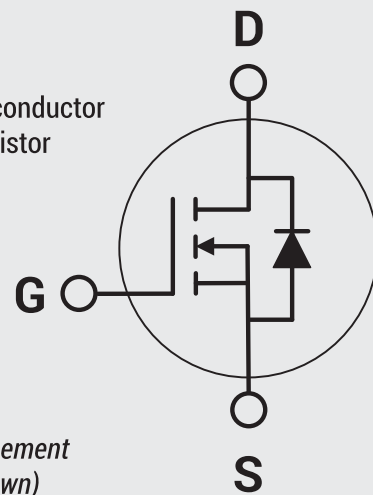 D
conductor
istor
G
ement
wn)
S